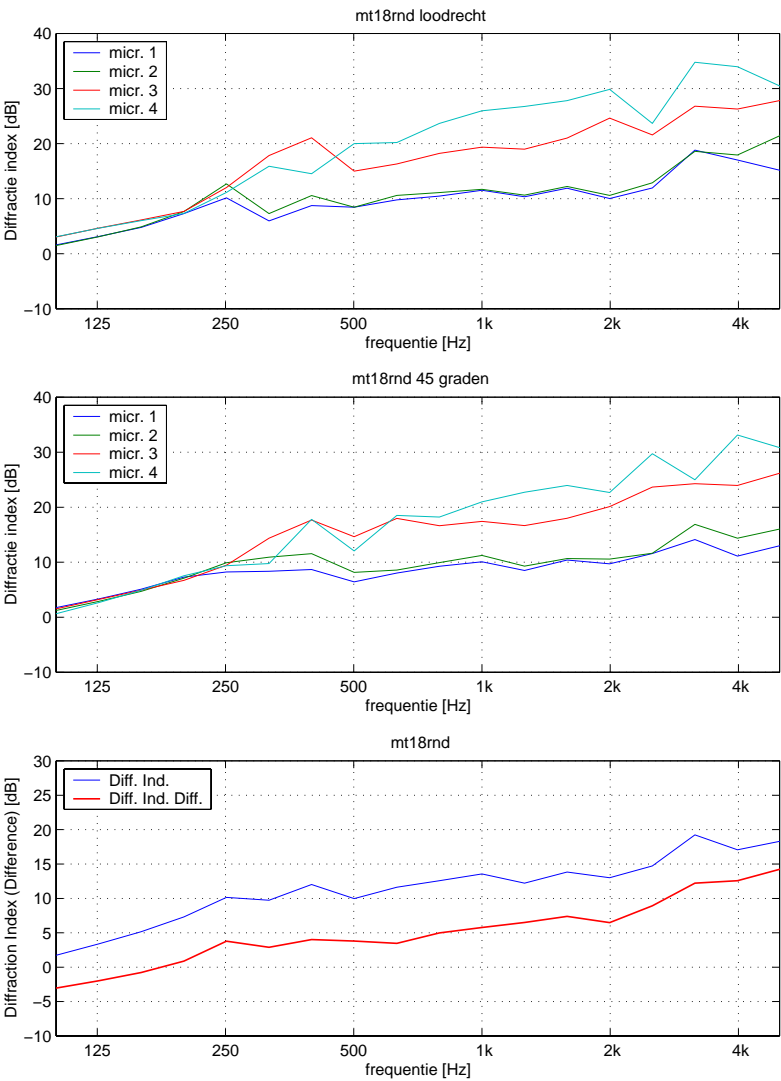 mt18rnd loodrecht
Diffractie index [dB]
40
30
20
10
0
−10
micr. 1
micr. 2
micr. 3
micr. 4
125 250 500 1k 2k 4k
frequentie [Hz]
mt18rnd 45 graden
Diffractie index [dB]
40
30
20
10
0
−10
micr. 1
micr. 2
micr. 3
micr. 4
125 250 500 1k 2k 4k
frequentie [Hz]
mt18rnd
Diffraction Index (Difference) [dB]
30
25
20
15
10
5
0
−5
−10
Diff. Ind.
Diff. Ind. Diff.
125 250 500 1k 2k 4k
frequentie [Hz]